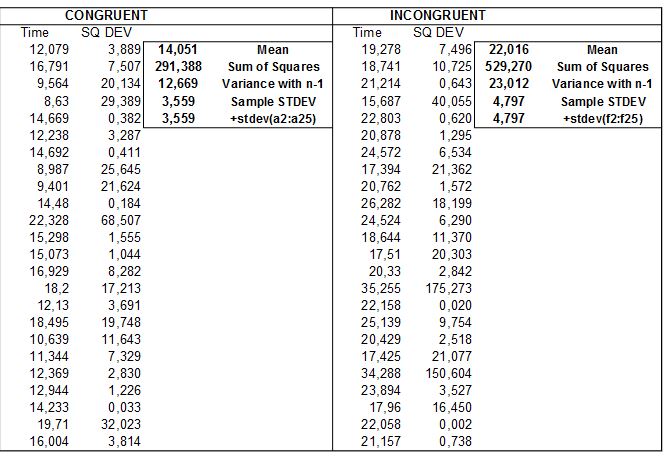 CONGRUENT INCONGRUENT
Time SQ DEV Time SQ DEV
12,079 3,889 14,051 Mean 19,278 7,496 22,016 Mean
16,791 7,507 291,388 Sum of Squares 18,741 10,725 529,270 Sum of Squares
9,564 20,134 12,669 Variance with n-1 21,214 0,643 23,012 Variance with n-1
8,63 29,389 3,559 Sample STDEV 15,687 40,055 4,797 Sample STDEV
14,669 0,382 3,559 +stdev(a2:a25) 22,803 0,620 4,797 +stdev(f2:f25)
12,238 3,287 20,878 1,295
14,692 0,411 24,572 6,534
8,987 25,645 17,394 21,362
9,401 21,624 20,762 1,572
14,48 0,184 26,282 18,199
22,328 68,507 24,524 6,290
15,298 1,555 18,644 11,370
15,073 1,044 17,51 20,303
16,929 8,282 20,33 2,842
18,2 17,213 35,255 175,273
12,13 3,691 22,158 0,020
18,495 19,748 25,139 9,754
10,639 11,643 20,429 2,518
11,344 7,329 17,425 21,077
12,369 2,830 34,288 150,604
12,944 1,226 23,894 3,527
14,233 0,033 17,96 16,450
19,71 32,023 22,058 0,002
16,004 3,814 21,157 0,738